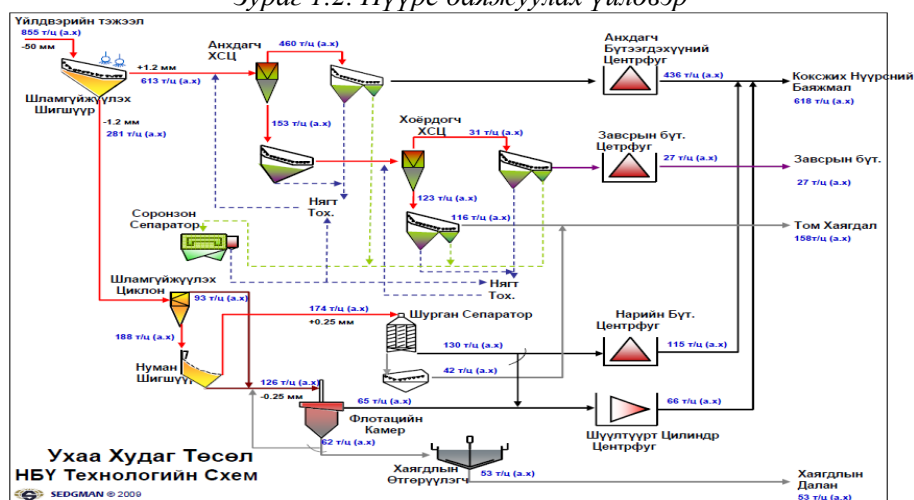 Зураг 1.2. Нүүрс баяжуулах үйлдвэр
Үйлдвэрийн тэжээл
855 т/ц (а.х)
-50 мм
Шламгүйжүүлэх
Шигшүүр
+1.2 мм
613 т/ц (а.х)
-1.2 мм
281 т/ц (а.х)
Анхдагч
ХСЦ
460 т/ц (а.х)
153 т/ц (а.х)
Анхдагч
Бүтээгдэхүүний
Центрфуг
436 т/ц (а.х)
Коксжих Нүүрсний
Баяжмал
618 т/ц (а.х)
Хоёрдогч
ХСЦ
31 т/ц (а.х)
Завсрын бүт.
Цетрфуг
27 т/ц (а.х)
Завсрын бүт.
27 т/ц (а.х)
Нягт
Тох.
123 т/ц (а.х)
116 т/ц (а.х)
Том Хаягдал
158т/ц (а.х)
Соронзон
Сепаратор
Нягт
Тох.
Шламгүйжүүлэх
Циклон
93 т/ц (а.х)
188 т/ц (а.х)
Нуман
Шигшүүр
174 т/ц (а.х)
+0.25 мм
Шурган Сепаратор
130 т/ц (а.х)
42 т/ц (а.х)
Нарийн Бүт.
Центрфуг
115 т/ц (а.х)
126 т/ц (а.х)
-0.25 мм
65 т/ц (а.х)
Флотацийн
Камер
62 т/ц (а.х)
66 т/ц (а.х)
Шүүлтүүрт Цилиндр
Центрфуг
Хаягдлын
Өтгөрүүлэгч
53 т/ц (а.х)
Хаягдлын
Далан
53 т/ц (а.х)
Ухаа Худаг Төсөл
НБҮ Технологийн Схем
SEDGMAN © 2009